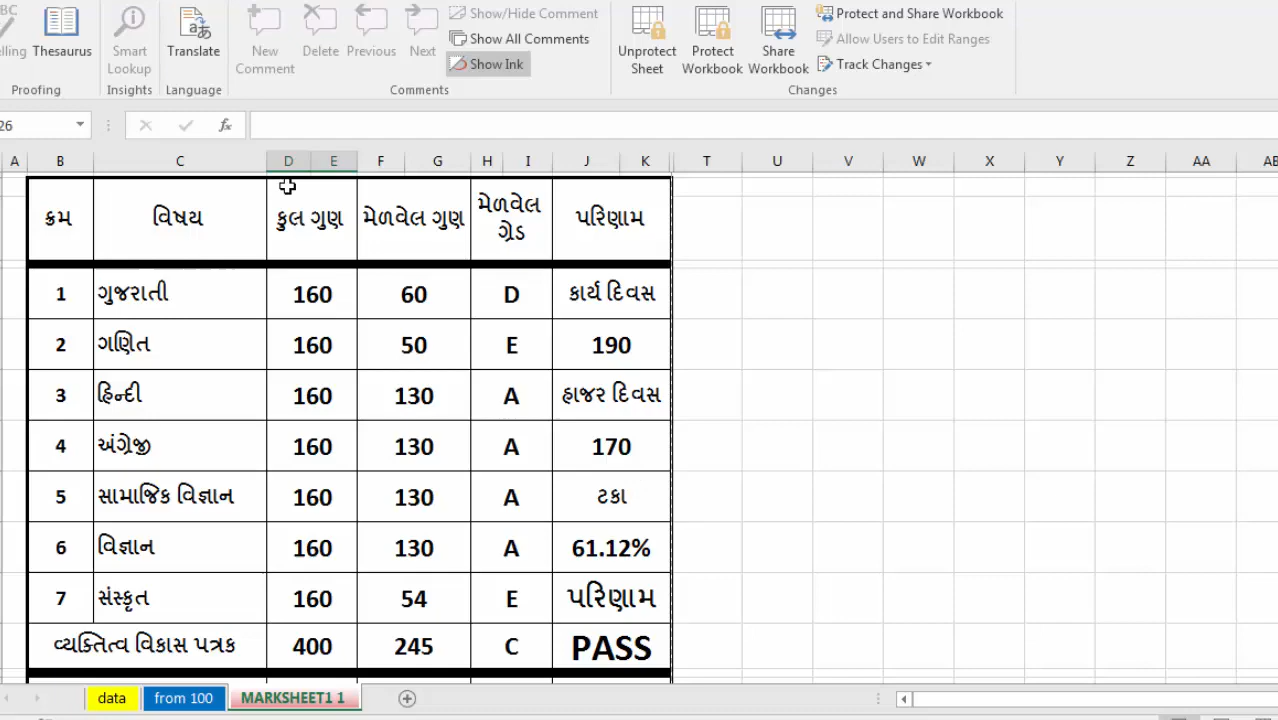 elling Thesaurus Smart Lookup Translate New Comment Delete Previous Next Show/Hide Comment
Show All Comments
Show Ink
Unprotect Sheet Protect Workbook Share Workbook Protect and Share Workbook
Allow Users to Edit Ranges
Track Changes
Proofing Insights Language Comments Changes
26 fx
A B C D E F G H I J K T U V W X Y Z AA AB
ક્રમ વિષય કુલ ગુણ મેળવેલ ગુણ મેળવેલ ગ્રેડ પરિણામ
1 ગુજરાતી 160 60 D કાર્ય દિવસ
2 ગણિત 160 50 E 190
3 હિન્દી 160 130 A હાજર દિવસ
4 અંગ્રેજી 160 130 A 170
5 સામાજિક વિજ્ઞાન 160 130 A ટકા
6 વિજ્ઞાન 160 130 A 61.12%
7 સંસ્કૃત 160 54 E પરિણામ
વ્યક્તિત્વ વિકાસ પત્રક 400 245 C PASS
data from 100 MARKSHEET1 1